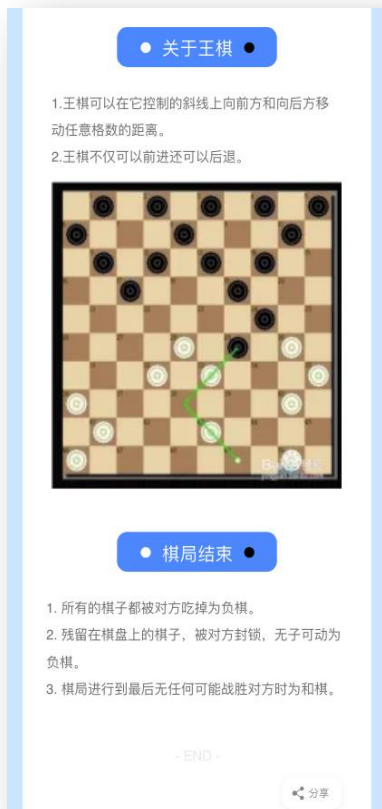 关于王棋
1.王棋可以在它控制的斜线上向前方和向后方移
动任意格数的距离。
2.王棋不仅可以前进还可以后退。
棋局结束
1. 所有的棋子都被对方吃掉为负棋。
2. 残留在棋盘上的棋子，被对方封锁，无子可动为
负棋。
3. 棋局进行到最后无任何可能战胜对方时为和棋。
- END -
分享